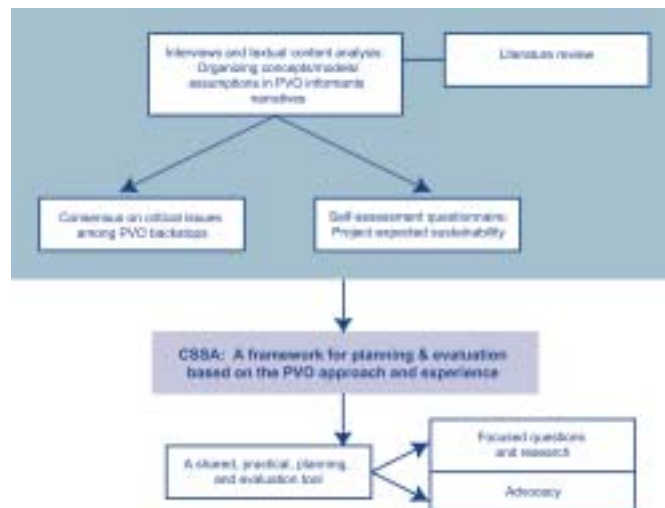 Interviews and textual content analysis:
Organizing concepts/models/
assumptions in PVO informants
narratives
Literature review
Consensus on critical issues
among PVO backstops
Self-assessment questionnaire:
Project expected sustainability
CSSA: A framework for planning & evaluation
based on the PVO approach and experience
A shared, practical, planning,
and evaluation tool
Focused questions
and research
Advocacy